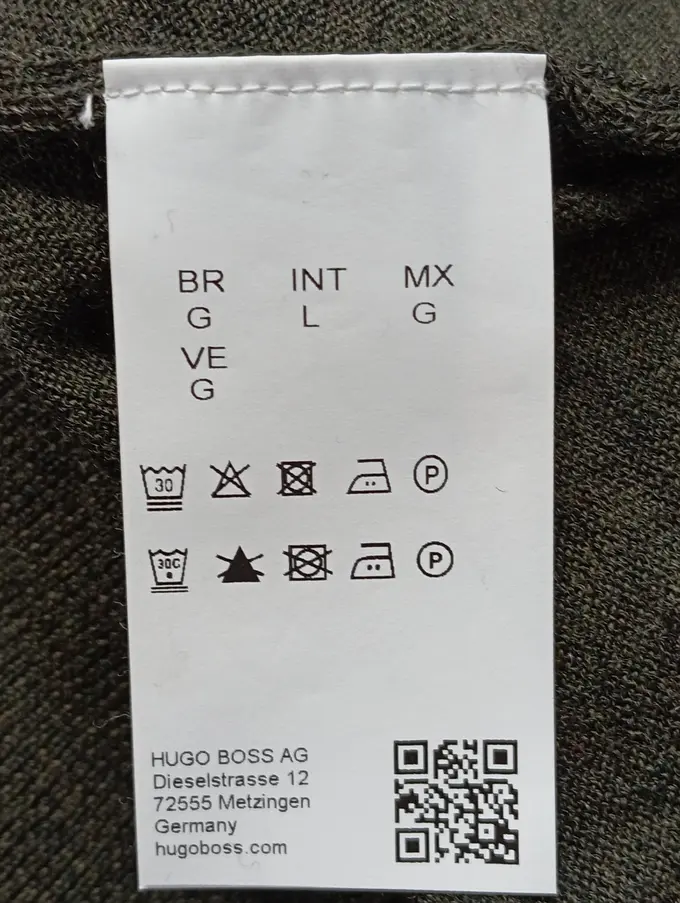 BR INT MX
G L G
VE
G
30 P
30C P
HUGO BOSS AG
Dieselstrasse 12
72555 Metzingen
Germany
hugoboss.com